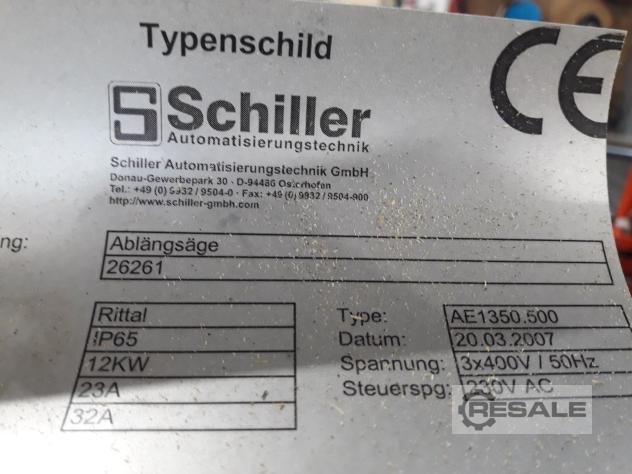 Typenschild
CE
S Schiller
Automatisierungstechnik
Schiller Automatisierungstechnik GmbH
Donau-Gewerbepark 30 · D-94486 Osterhofen
Tel.: +49 (0) 9932 / 9504-0 · Fax: +49 (0) 9932 / 9504-900
http://www.schiller-gmbh.com
ng: Ablängsäge
26261
Rittal Type: AE1350.500
IP65 Datum: 20.03.2007
12KW Spannung: 3x400V / 50Hz
23A Steuerspg: 230V AC
32A
RESALE